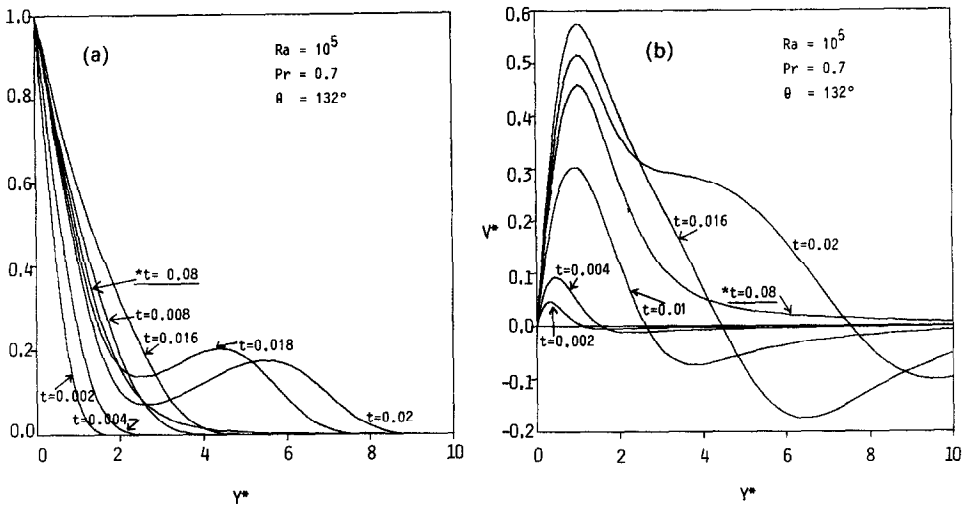 (a)
Ra = 10^5
Pr = 0.7
θ = 132°
1.0
0.8
0.6
0.4
0.2
0.0
*t= 0.08
t=0.008
t=0.016
t=0.018
t=0.002
t=0.004
t=0.02
0 2 4 6 8 10
Y*
(b)
Ra = 10^5
Pr = 0.7
θ = 132°
0.6
0.5
0.4
0.3
0.2
0.1
0.0
-0.1
-0.2
V*
t=0.016
t=0.02
t=0.004
*t=0.08
t=0.01
t=0.002
0 2 4 6 8 10
Y*